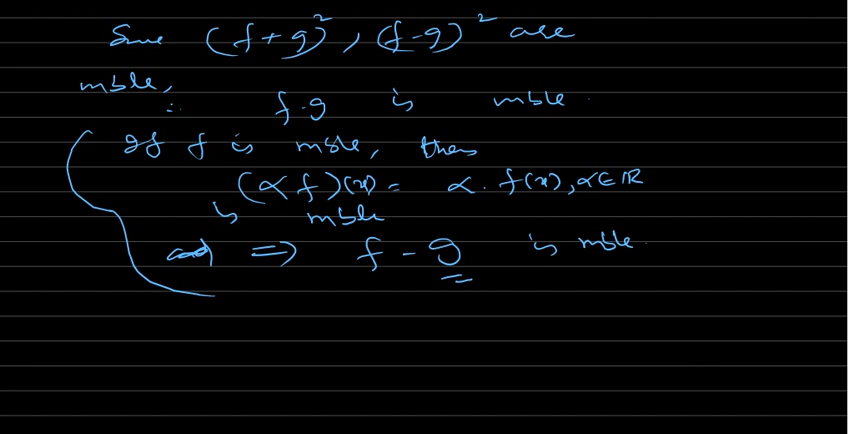 Since (f+g)², (f-g)² are
mble,
∴ f.g is mble.
If f is mble, then
(αf)(x) = α.f(x), α∈ℝ
is mble
⇒ f - g is mble.